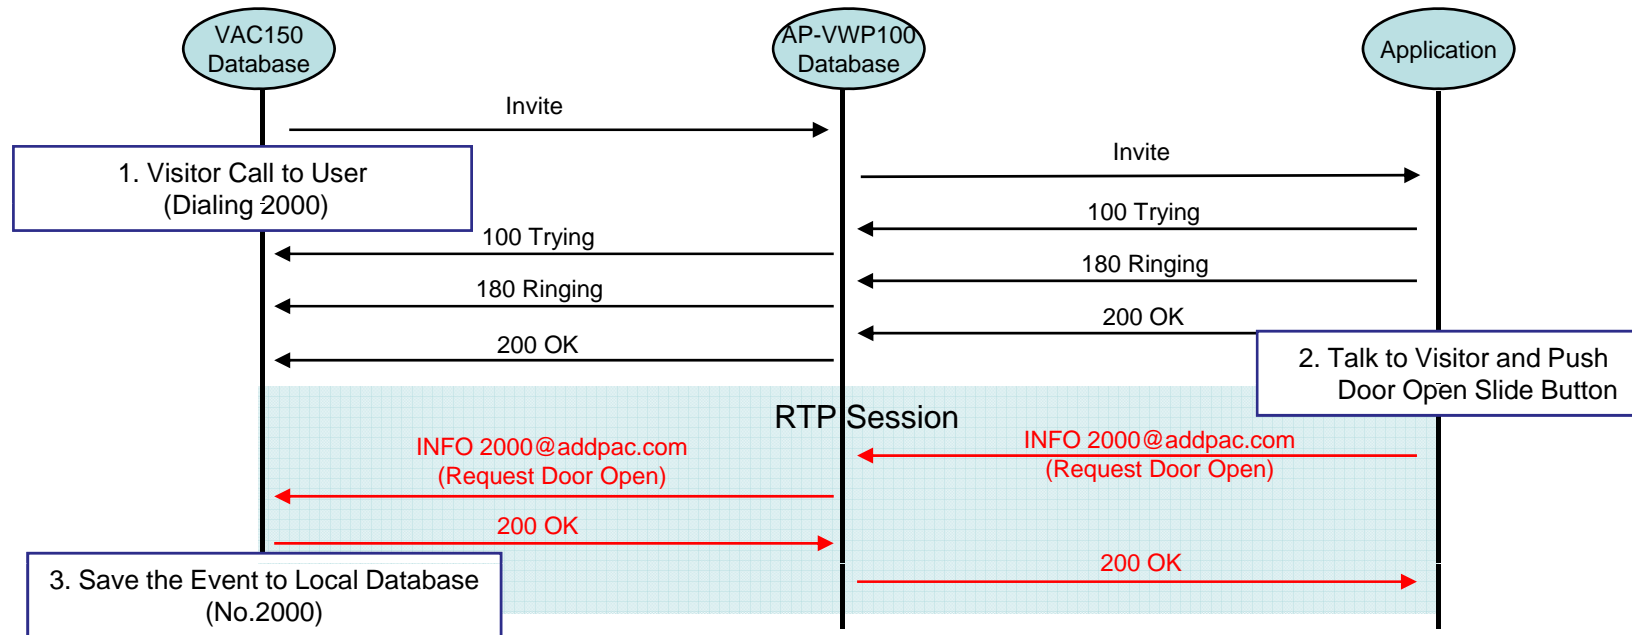 VAC150
Database
AP-VWP100
Database
Application
Invite
Invite
1. Visitor Call to User
(Dialing 2000)
100 Trying
100 Trying
180 Ringing
180 Ringing
200 OK
200 OK
2. Talk to Visitor and Push
Door Open Slide Button
RTP Session
INFO 2000@addpac.com
(Request Door Open)
INFO 2000@addpac.com
(Request Door Open)
200 OK
200 OK
3. Save the Event to Local Database
(No.2000)